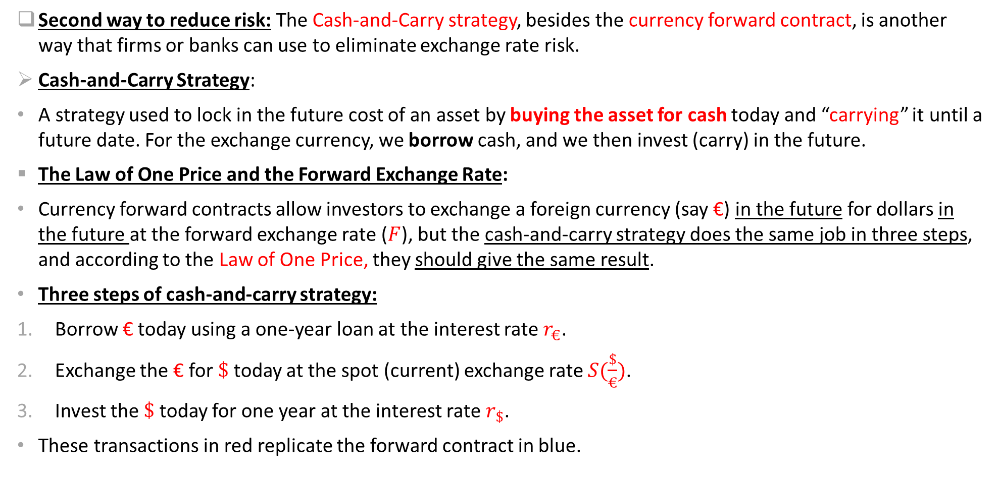 ❑ Second way to reduce risk: The Cash-and-Carry strategy, besides the currency forward contract, is another
way that firms or banks can use to eliminate exchange rate risk.
➢ Cash-and-Carry Strategy:
• A strategy used to lock in the future cost of an asset by buying the asset for cash today and “carrying” it until a
future date. For the exchange currency, we borrow cash, and we then invest (carry) in the future.
▪ The Law of One Price and the Forward Exchange Rate:
• Currency forward contracts allow investors to exchange a foreign currency (say €) in the future for dollars in
the future at the forward exchange rate (F), but the cash-and-carry strategy does the same job in three steps,
and according to the Law of One Price, they should give the same result.
• Three steps of cash-and-carry strategy:
1. Borrow € today using a one-year loan at the interest rate r€.
2. Exchange the € for $ today at the spot (current) exchange rate S($/€).
3. Invest the $ today for one year at the interest rate r$.
• These transactions in red replicate the forward contract in blue.